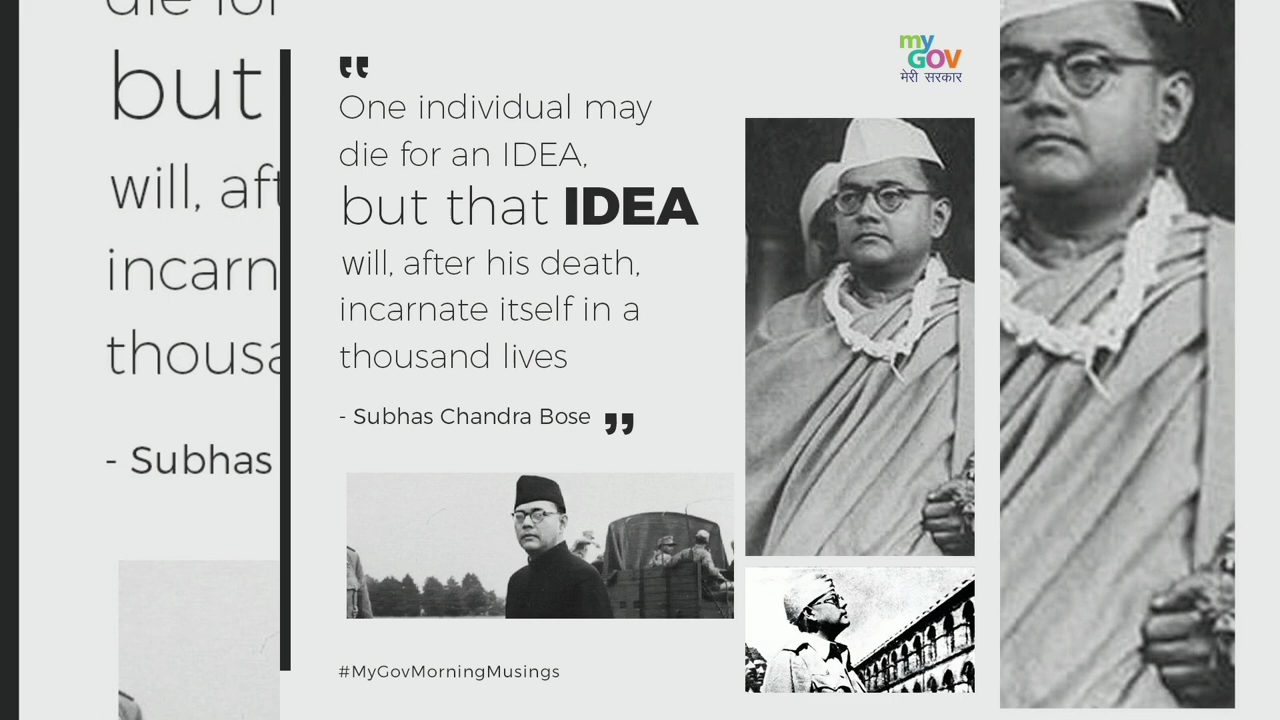 die for
but
will, aft
incarn
thousa
- Subhas
"
One individual may
die for an IDEA,
but that IDEA
will, after his death,
incarnate itself in a
thousand lives
- Subhas Chandra Bose "
#MyGovMorningMusings
my
GOV
मेरी सरकार